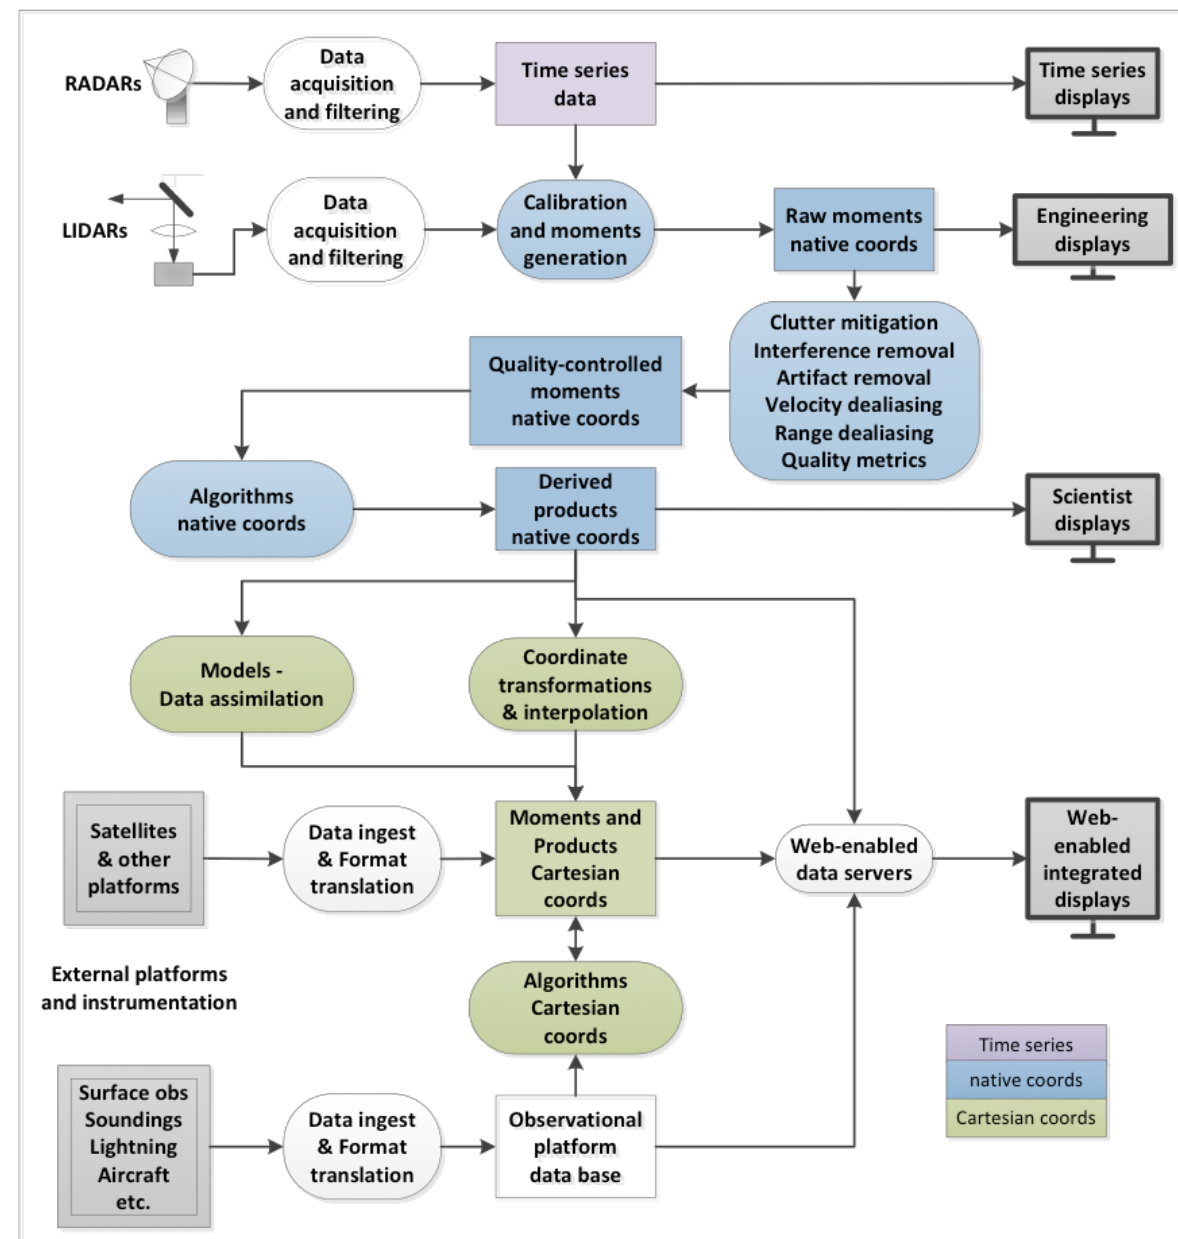 RADARs
Data
acquisition
and filtering
Time series
data
Time series
displays
LIDARs
Data
acquisition
and filtering
Calibration
and moments
generation
Raw moments
native coords
Engineering
displays
Clutter mitigation
Interference removal
Artifact removal
Velocity dealiasing
Range dealiasing
Quality metrics
Quality-controlled
moments
native coords
Algorithms
native coords
Derived
products
native coords
Scientist
displays
Models -
Data assimilation
Coordinate
transformations
& interpolation
Satellites
& other
platforms
Data ingest
& Format
translation
Moments and
Products
Cartesian
coords
Web-enabled
data servers
Web-
enabled
integrated
displays
External platforms
and instrumentation
Algorithms
Cartesian
coords
Surface obs
Soundings
Lightning
Aircraft
etc.
Data ingest
& Format
translation
Observational
platform
data base
Time series
native coords
Cartesian coords